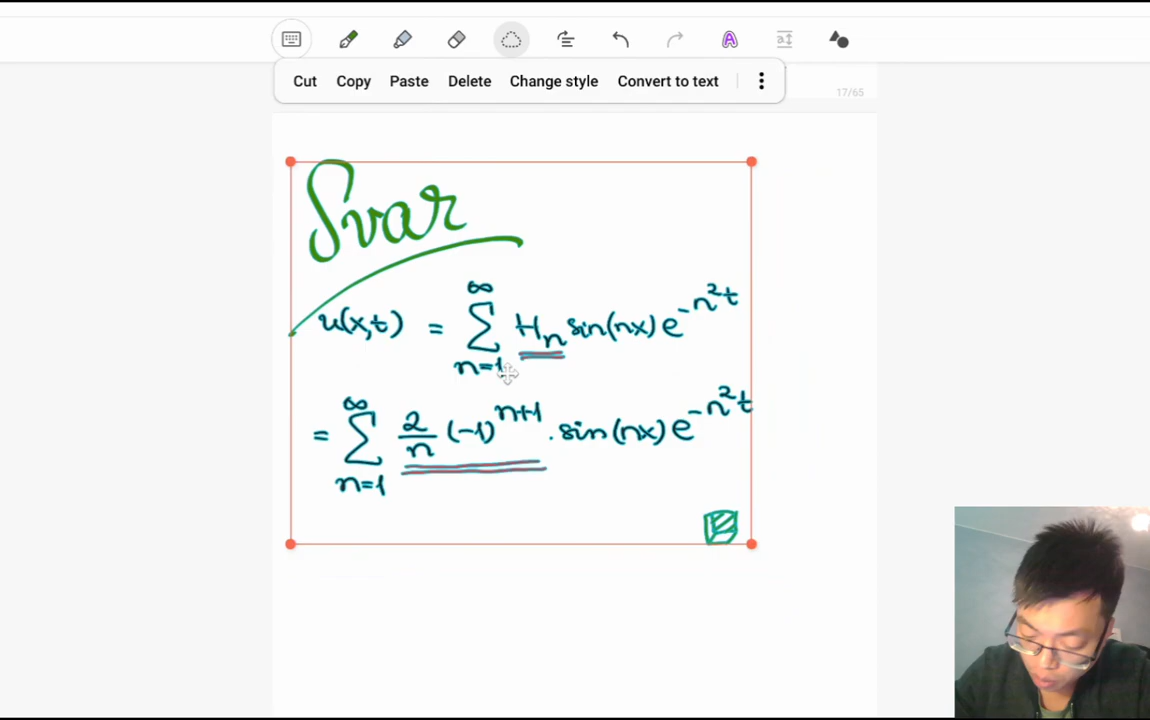 Cut Copy Paste Delete Change style Convert to text
17/65
Svar
u(x,t) = ∑_{n=1}^{∞} H_n sin(nx) e^{-n²t}
= ∑_{n=1}^{∞} 2/n (-1)^{n+1} . sin(nx) e^{-n²t}